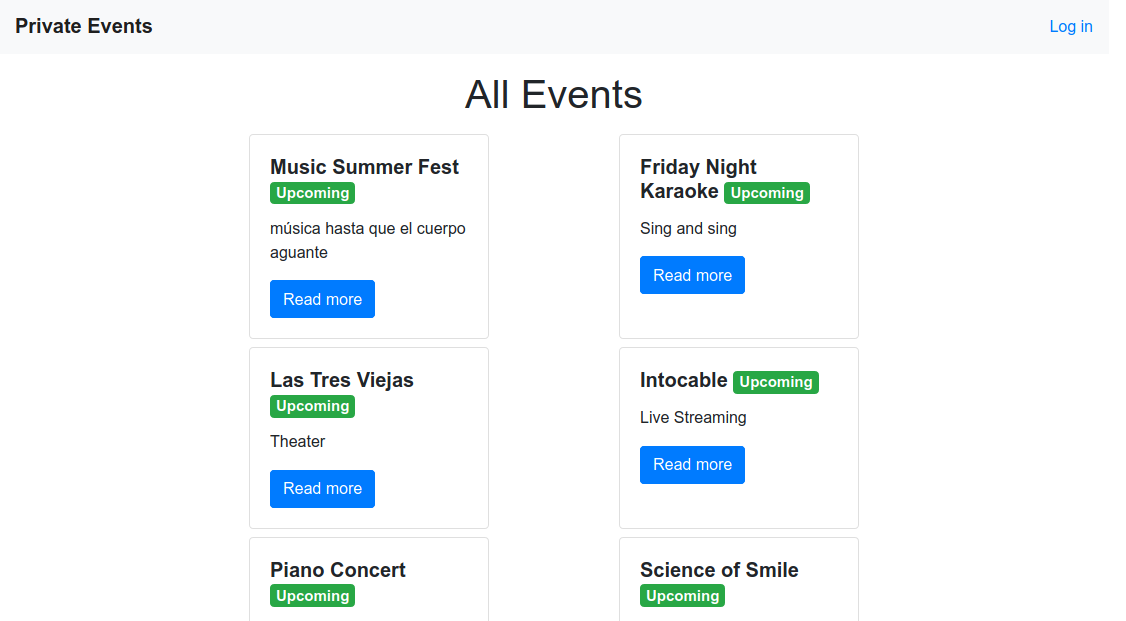 Private Events
Log in
All Events
Music Summer Fest
Upcoming
música hasta que el cuerpo
aguante
Read more
Friday Night
Karaoke Upcoming
Sing and sing
Read more
Las Tres Viejas
Upcoming
Theater
Read more
Intocable Upcoming
Live Streaming
Read more
Piano Concert
Upcoming
Science of Smile
Upcoming